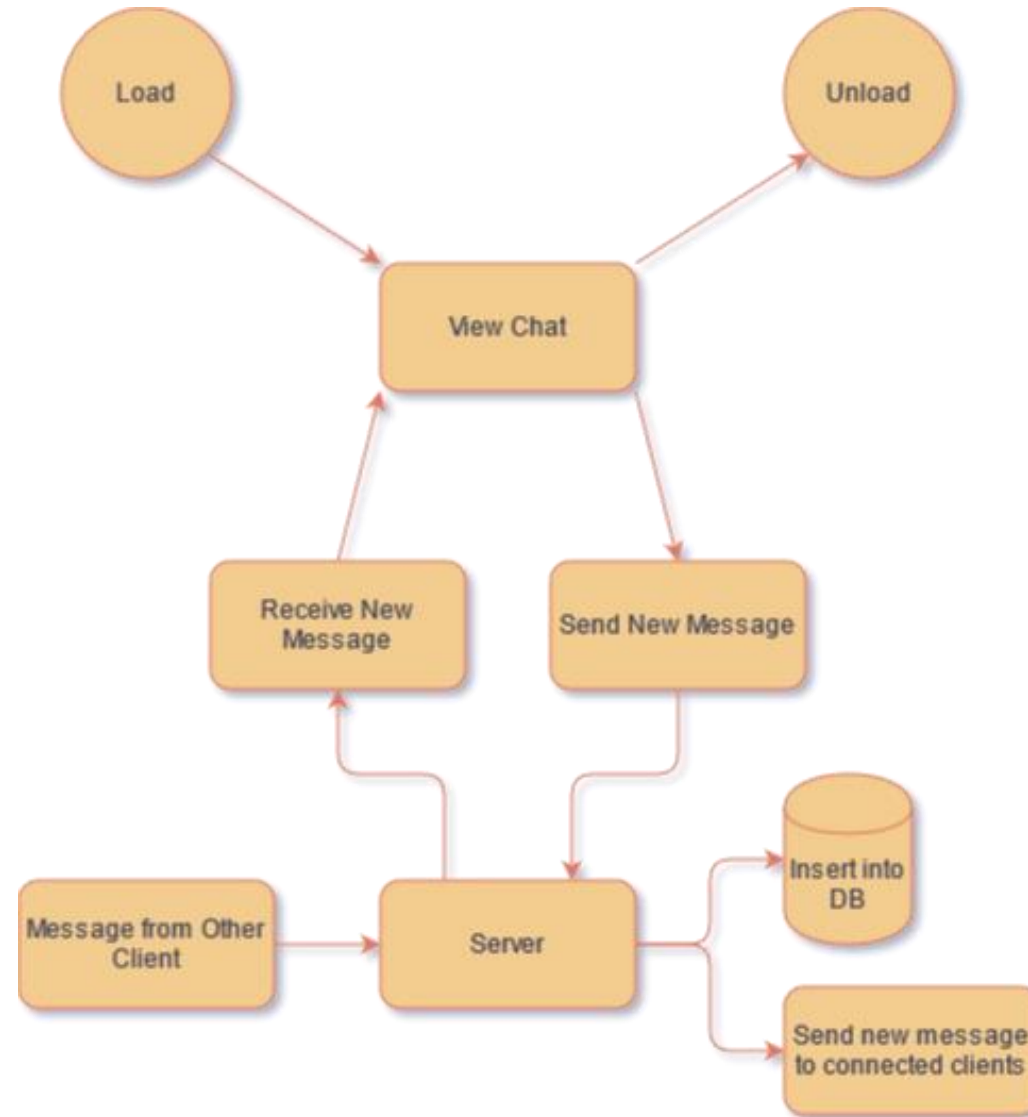 Load
Unload
View Chat
Receive New
Message
Send New Message
Message from Other
Client
Server
Insert into
DB
Send new message
to connected clients